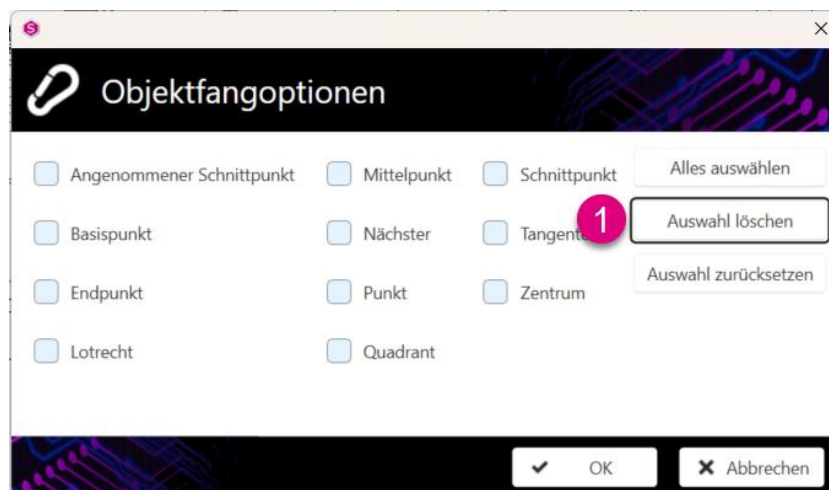 Objektfangoptionen
Angenommener Schnittpunkt
Mittelpunkt
Schnittpunkt
Alles auswählen
Basispunkt
Nächster
1
Auswahl löschen
Endpunkt
Punkt
Zentrum
Auswahl zurücksetzen
Lotrecht
Quadrant
OK
Abbrechen